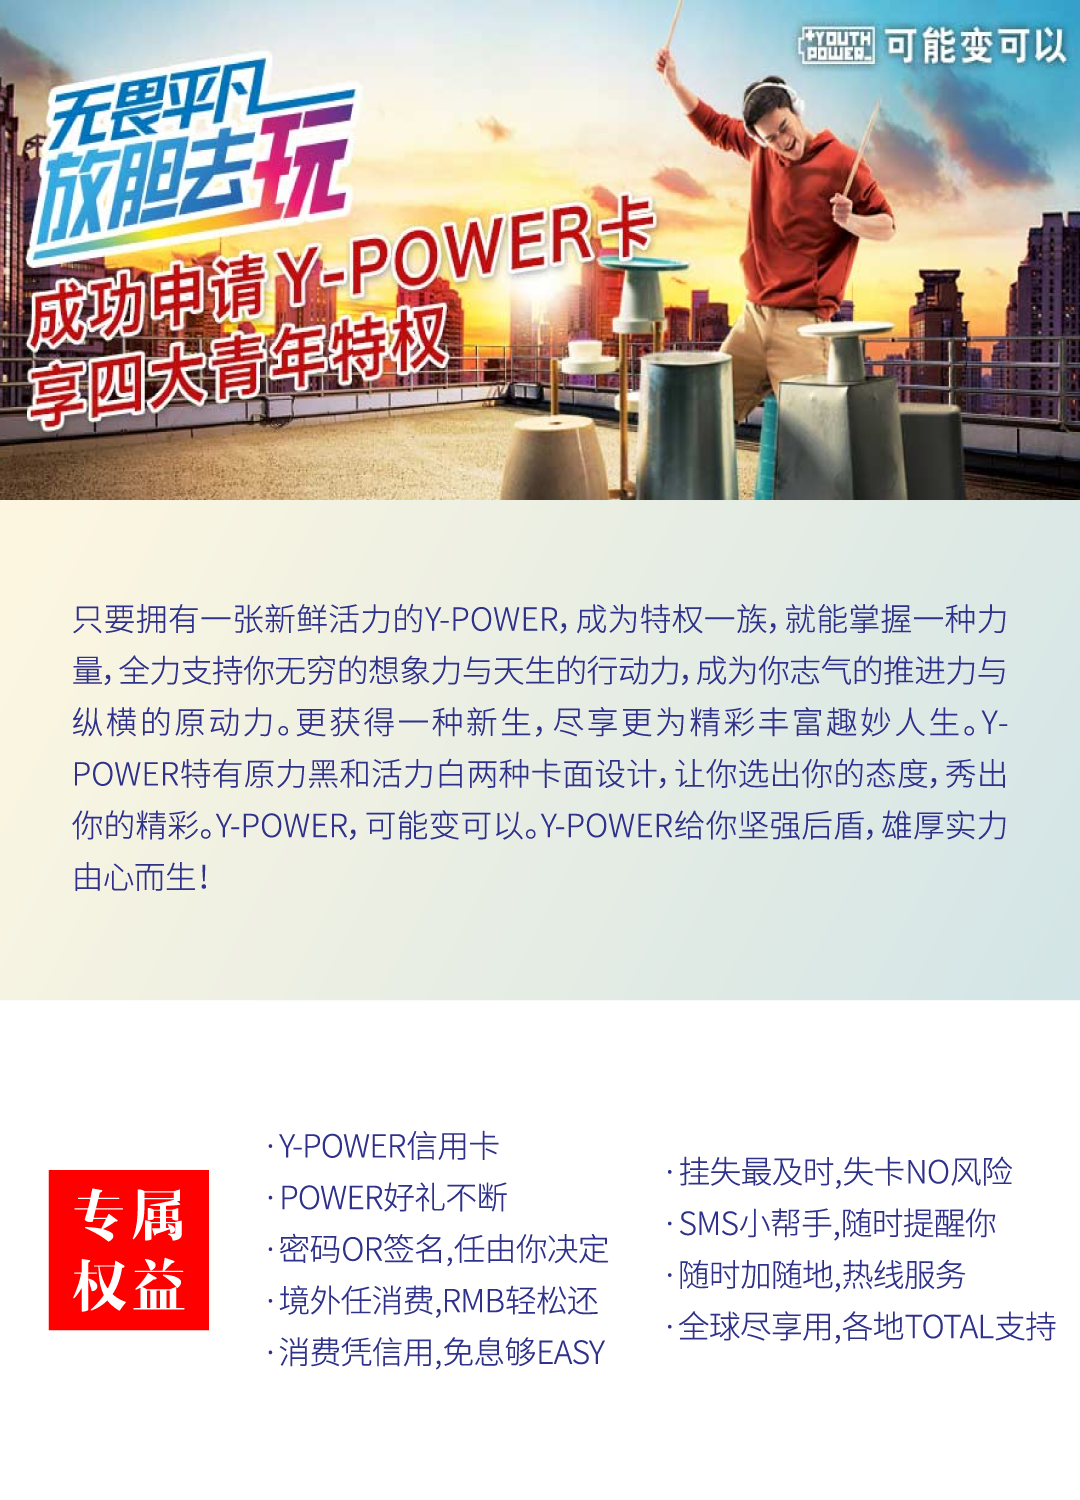 +YOUTH
POWER
可能变可以
无畏平凡
放胆去玩
成功申请Y-POWER卡
享四大青年特权
只要拥有一张新鲜活力的Y-POWER，成为特权一族，就能掌握一种力
量，全力支持你无穷的想象力与天生的行动力，成为你志气的推进力与
纵横的原动力。更获得一种新生，尽享更为精彩丰富趣妙人生。Y-
POWER特有原力黑和活力白两种卡面设计，让你选出你的态度，秀出
你的精彩。Y-POWER，可能变可以。Y-POWER给你坚强后盾，雄厚实力
由心而生！
专属
权益
·Y-POWER信用卡
·POWER好礼不断
·密码OR签名,任由你决定
·境外任消费,RMB轻松还
·消费凭信用,免息够EASY
·挂失最及时,失卡NO风险
·SMS小帮手,随时提醒你
·随时加随地,热线服务
·全球尽享用,各地TOTAL支持